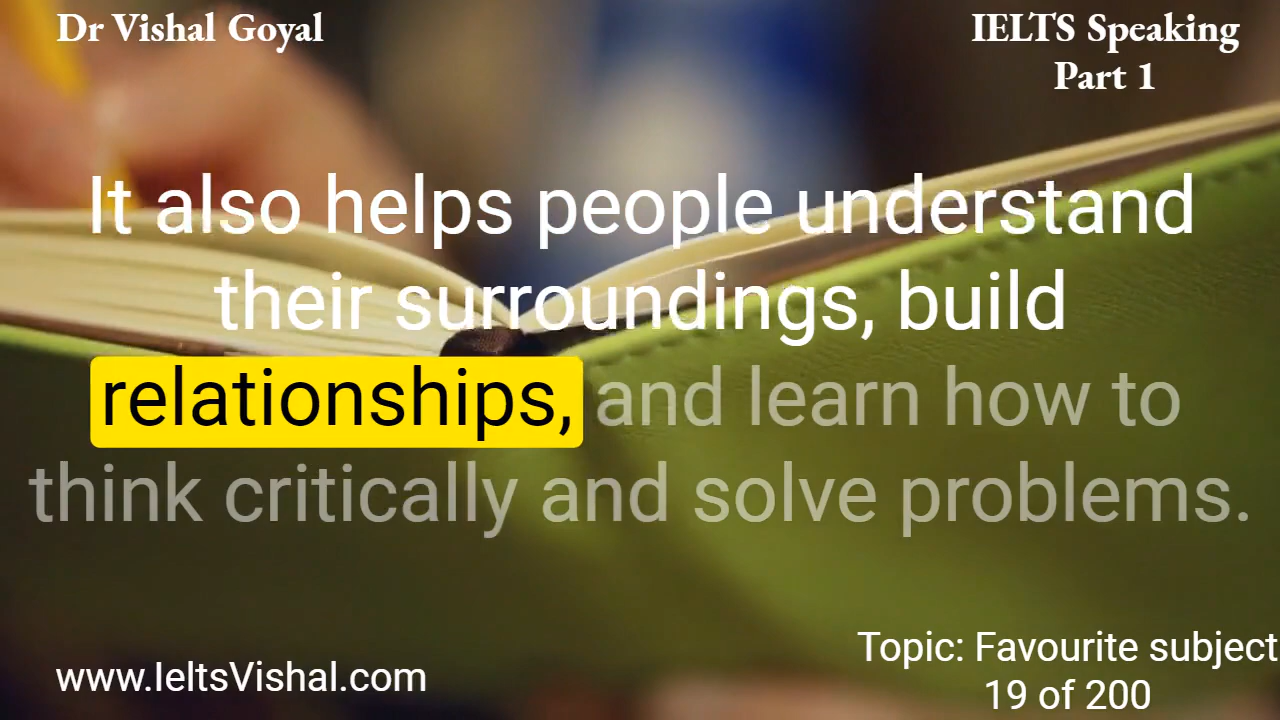 Dr Vishal Goyal
IELTS Speaking
Part 1
It also helps people understand
their surroundings, build
relationships, and learn how to
think critically and solve problems.
www.IeltsVishal.com
Topic: Favourite subject
19 of 200